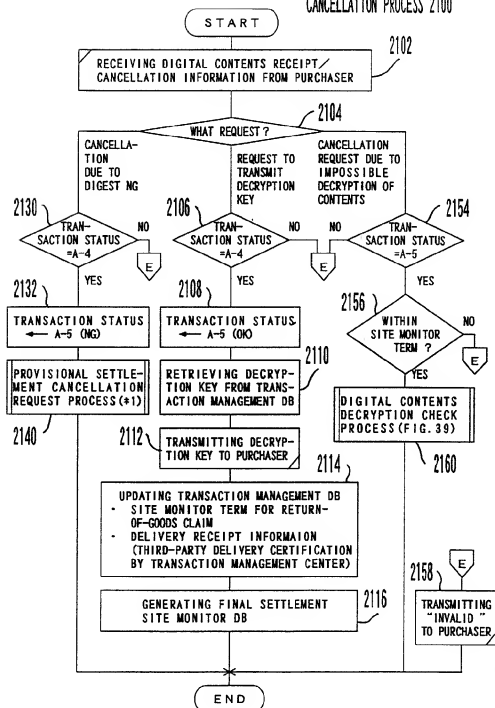 CANCELLATION PROCESS 2100
START
2102
RECEIVING DIGITAL CONTENTS RECEIPT/
CANCELLATION INFORMATION FROM PURCHASER
2104
WHAT REQUEST?
CANCELLA-
TION
DUE TO
DIGEST NG
REQUEST TO
TRANSMIT
DECRYPTION
KEY
CANCELLATION
REQUEST DUE TO
IMPOSSIBLE
DECRYPTION OF
CONTENTS
2130
TRAN-
SACTION STATUS
=A-4
NO
E
YES
2106
TRAN-
SACTION STATUS
=A-4
NO
E
YES
2154
NO
TRAN-
SACTION STATUS
=A-5
YES
2132
TRANSACTION STATUS
← A-5 (NG)
2108
TRANSACTION STATUS
← A-5 (OK)
2156
WITHIN
SITE MONITOR
TERM ?
NO
E
YES
PROVISIONAL SETTLE-
MENT CANCELLATION
REQUEST PROCESS(*1)
2140
2110
RETRIEVING DECRYP-
TION KEY FROM TRANS-
ACTION MANAGEMENT DB
DIGITAL CONTENTS
DECRYPTION CHECK
PROCESS(FIG. 39)
2160
2112
TRANSMITTING DECRYP-
TION KEY TO PURCHASER
2114
UPDATING TRANSACTION MANAGEMENT DB
· SITE MONITOR TERM FOR RETURN-
OF-GOODS CLAIM
· DELIVERY RECEIPT INFORMAION
(THIRD-PARTY DELIVERY CERTIFICATION
BY TRANSACTION MANAGEMENT CENTER)
E
2158
TRANSMITTING
"INVALID"
TO PURCHASER
2116
GENERATING FINAL SETTLEMENT
SITE MONITOR DB
END